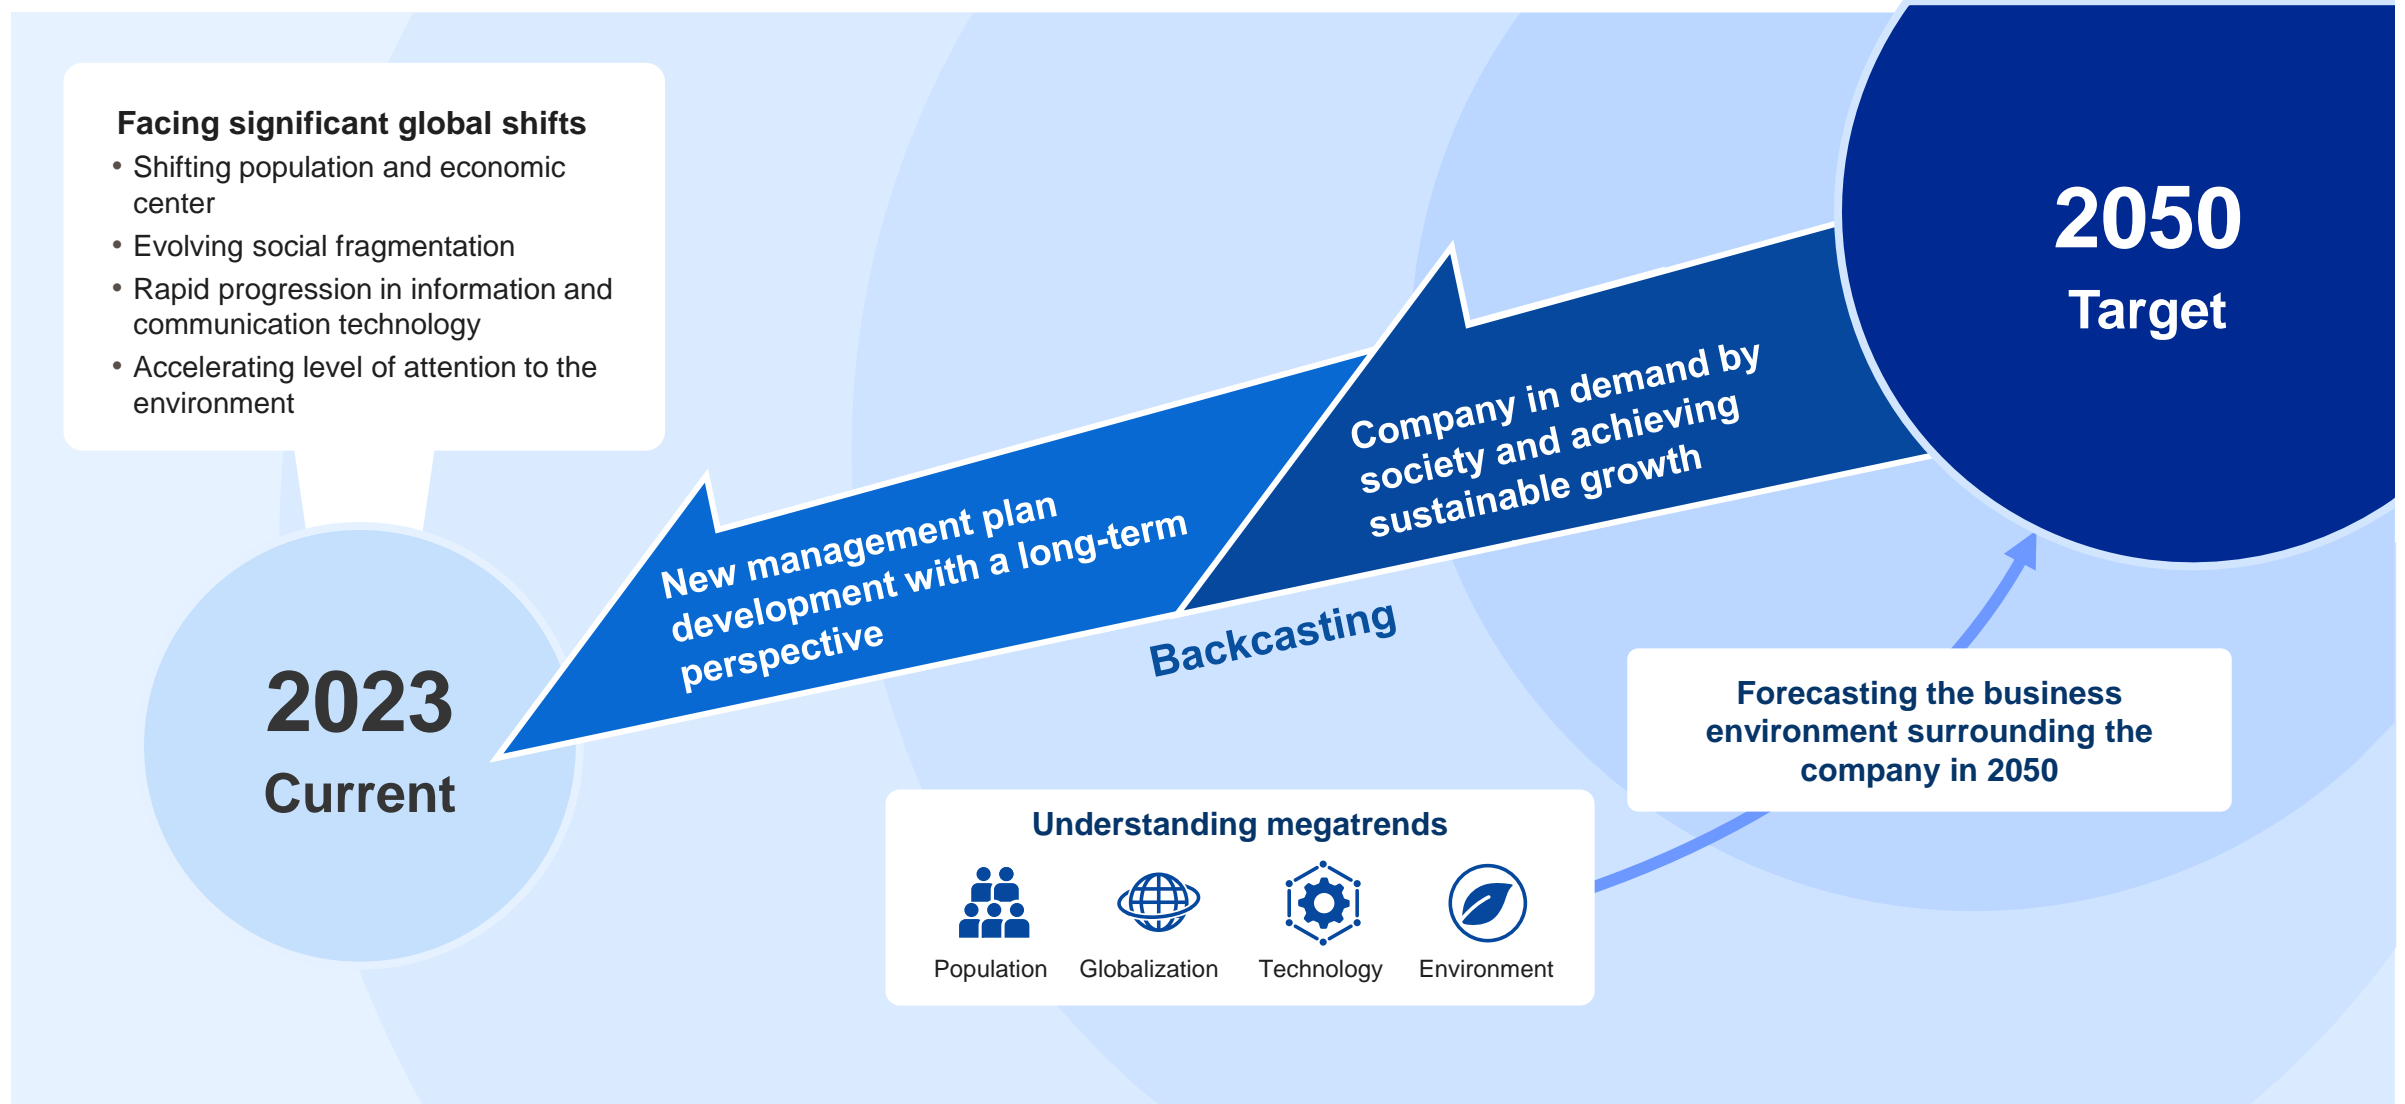 Facing significant global shifts
• Shifting population and economic
center
• Evolving social fragmentation
• Rapid progression in information and
communication technology
• Accelerating level of attention to the
environment
2023
Current
New management plan
development with a long-term
perspective
Company in demand by
society and achieving
sustainable growth
Backcasting
2050
Target
Forecasting the business
environment surrounding the
company in 2050
Understanding megatrends
Population
Globalization
Technology
Environment